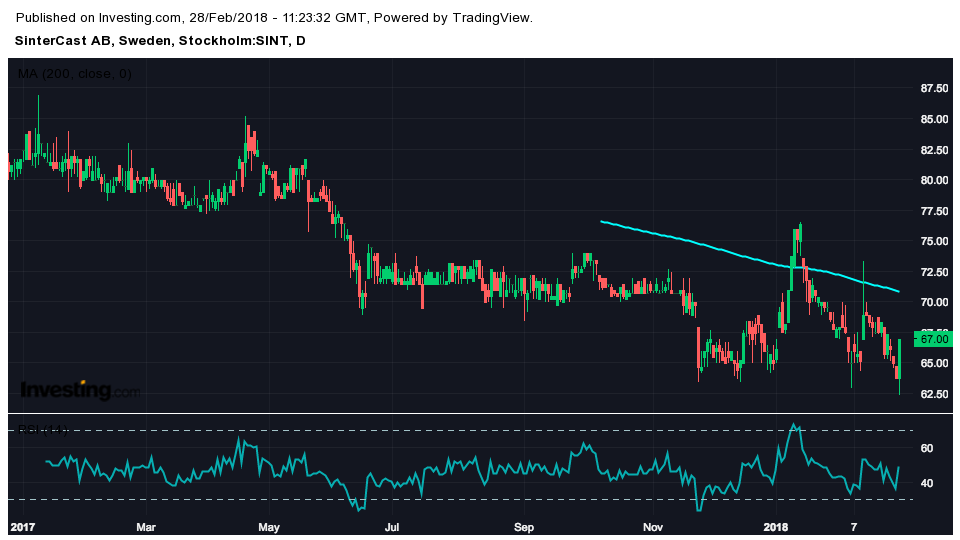 Published on Investing.com, 28/Feb/2018 - 11:23:32 GMT, Powered by TradingView.
SinterCast AB, Sweden, Stockholm:SINT, D
MA (200, close, 0)
87.50
85.00
82.50
80.00
77.50
75.00
72.50
70.00
67.50
67.00
65.00
62.50
Investing.com
RSI (14)
60
40
2017 Mar May Jul Sep Nov 2018 7